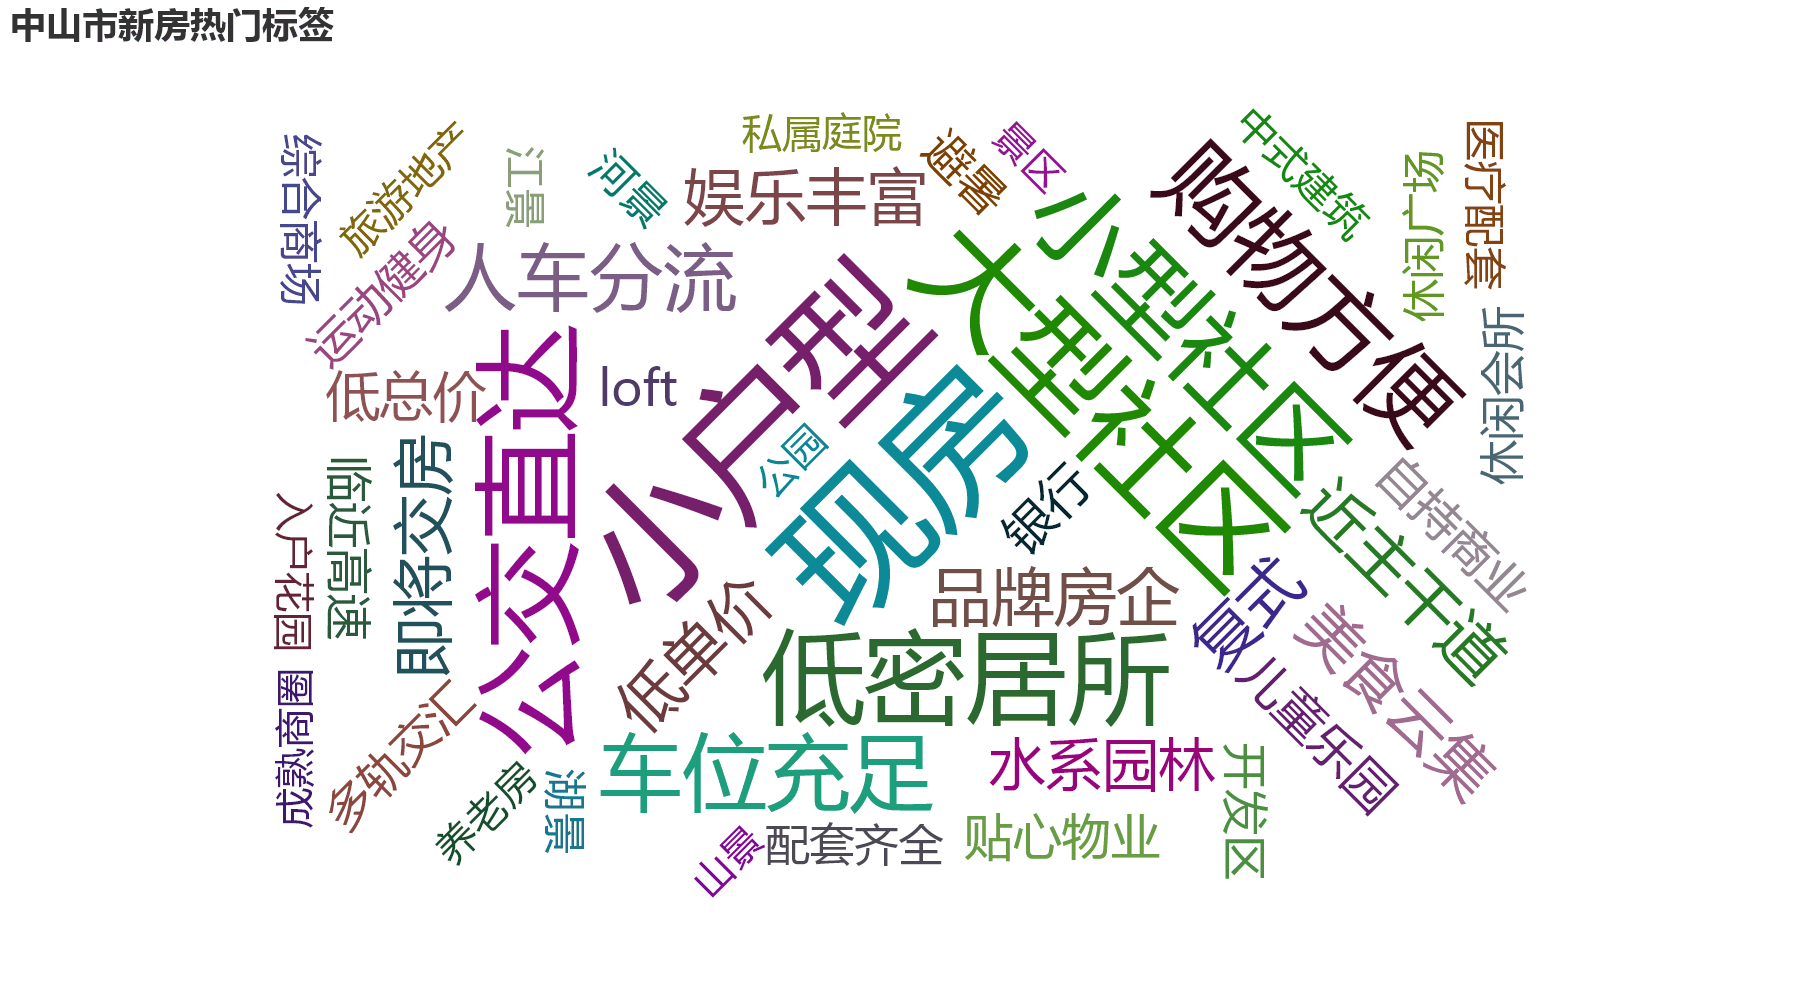 中山市新房热门标签
私属庭院
避暑
景区
中式建筑
医疗配套
综合商场
旅游地产
江景
河景
娱乐丰富
小型社区
购物方便
休闲广场
运动健身
人车分流
大型社区
低总价
loft
小户型
现房
公园
休闲会所
公交直达
即将交房
临近高速
入户花园
银行
近主干道
自持商业
品牌房企
复式
美食云集
低单价
低密居所
儿童乐园
成熟商圈
多轨交汇
养老房
湖景
车位充足
水系园林
开发区
山景
配套齐全
贴心物业